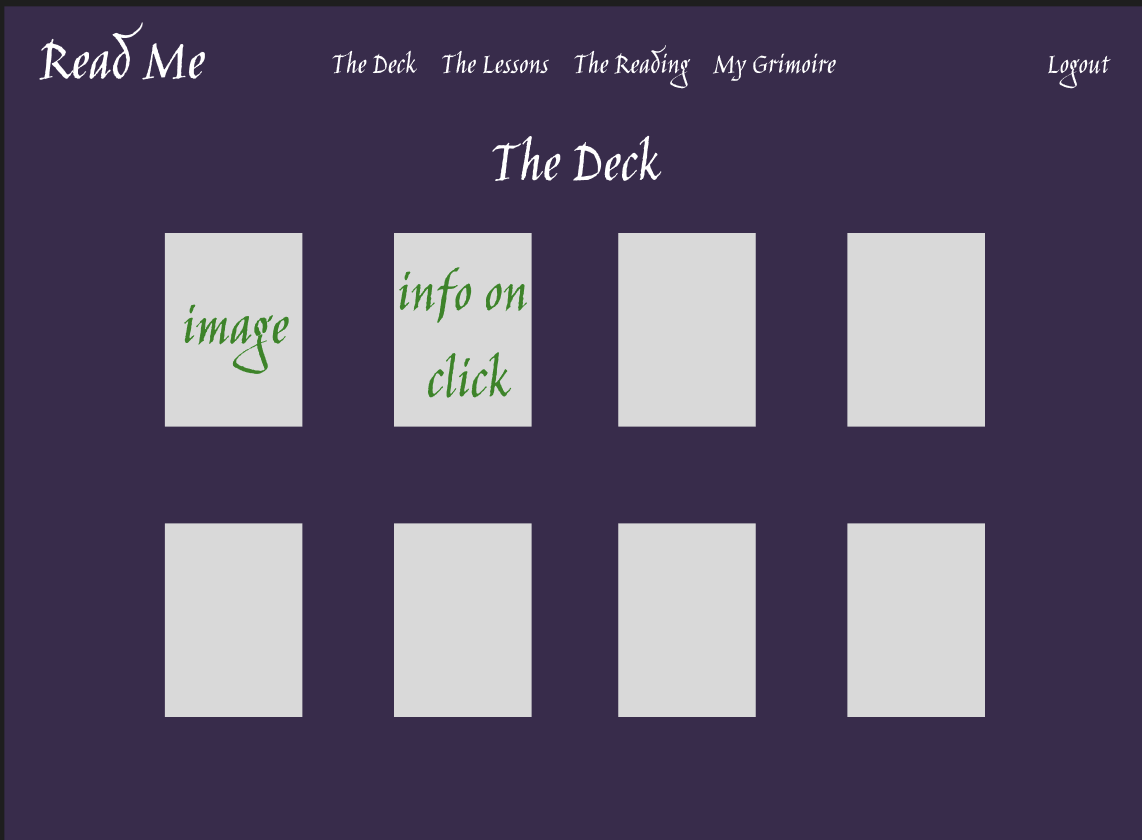 Read Me
The Deck
The Lessons
The Reading
My Grimoire
Logout
The Deck
image
info on
click